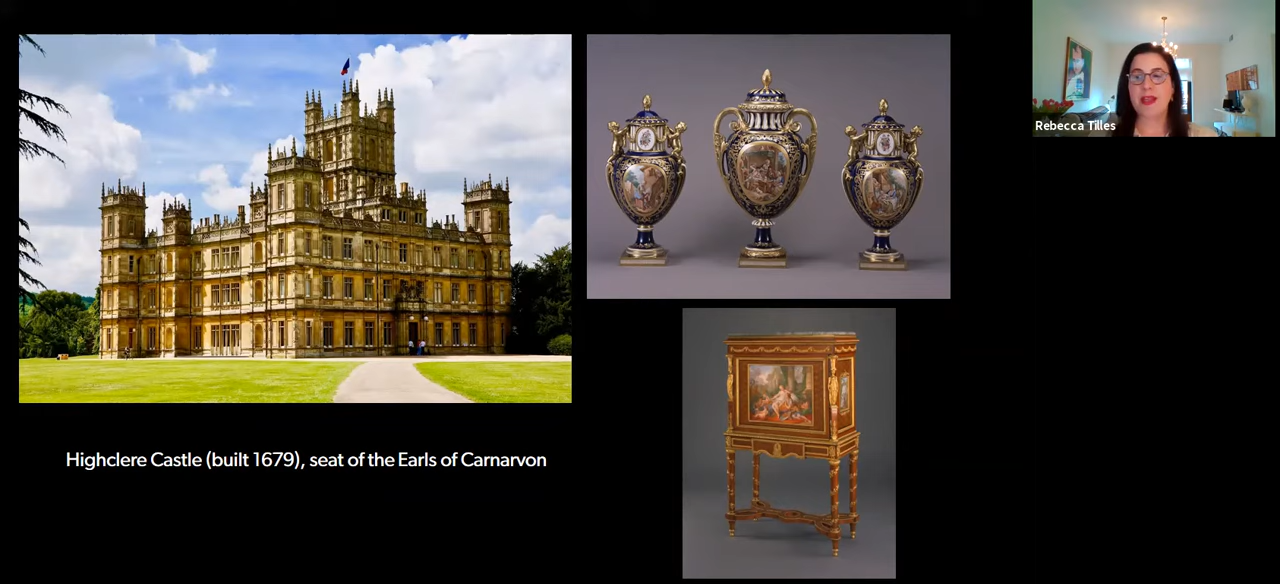 Rebecca Tilles
Highclere Castle (built 1679), seat of the Earls of Carnarvon